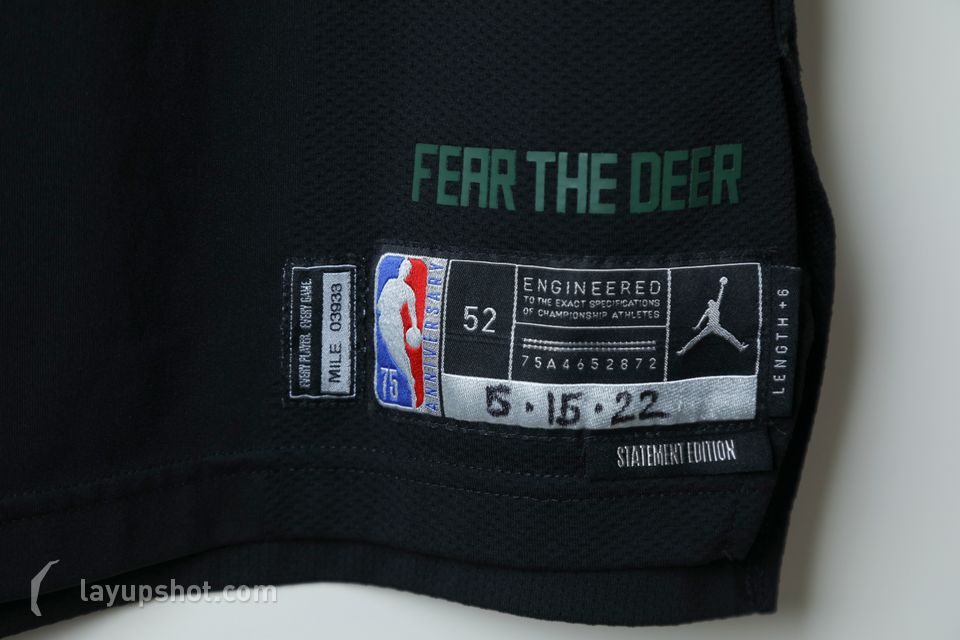 FEAR THE DEER
EVERY PLAYER. EVERY GAME.
MILE 03933
75
ANNIVERSARY
52
ENGINEERED
TO THE EXACT SPECIFICATIONS
OF CHAMPIONSHIP ATHLETES
75A4652872
LENGTH+6
5·15·22
STATEMENT EDITION
layupshot.com